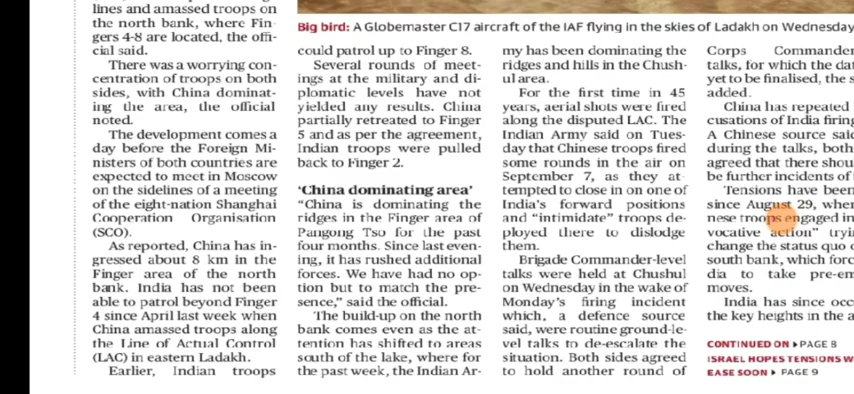 lines and amassed troops on
the north bank, where Fin-
gers 4-8 are located, the offi-
cial said.
There was a worrying con-
centration of troops on both
sides, with China dominat-
ing the area, the official
noted.
The development comes a
day before the Foreign Mi-
nisters of both countries are
expected to meet in Moscow
on the sidelines of a meeting
of the eight-nation Shanghai
Cooperation Organisation
(SCO).
As reported, China has in-
gressed about 8 km in the
Finger area of the north
bank. India has not been
able to patrol beyond Finger
4 since April last week when
China amassed troops along
the Line of Actual Control
(LAC) in eastern Ladakh.
Earlier, Indian troops
Big bird: A Globemaster C17 aircraft of the IAF flying in the skies of Ladakh on Wednesday
could patrol up to Finger 8.
Several rounds of meet-
ings at the military and di-
plomatic levels have not
yielded any results. China
partially retreated to Finger
5 and as per the agreement,
Indian troops were pulled
back to Finger 2.
‘China dominating area’
“China is dominating the
ridges in the Finger area of
Pangong Tso for the past
four months. Since last even-
ing, it has rushed additional
forces. We have had no op-
tion but to match the pre-
sence,” said the official.
The build-up on the north
bank comes even as the at-
tention has shifted to areas
south of the lake, where for
the past week, the Indian Ar-
my has been dominating the
ridges and hills in the Chush-
ul area.
For the first time in 45
years, aerial shots were fired
along the disputed LAC. The
Indian Army said on Tues-
day that Chinese troops fired
some rounds in the air on
September 7, as they at-
tempted to close in on one of
India’s forward positions
and “intimidate” troops de-
ployed there to dislodge
them.
Brigade Commander-level
talks were held at Chushul
on Wednesday in the wake of
Monday’s firing incident
which, a defence source
said, were routine ground-le-
vel talks to de-escalate the
situation. Both sides agreed
to hold another round of
Corps Commander
talks, for which the dat
yet to be finalised, the s
added.
China has repeated
cusations of India firing
A Chinese source said
during the talks, both
agreed that there shou
be further incidents of
Tensions have been
since August 29, when
nese troops engaged in
vocative action” tryi
change the status quo o
south bank, which forc
dia to take pre-em
moves.
India has since occ
the key heights in the a
CONTINUED ON ▸ PAGE 8
ISRAEL HOPES TENSIONS W
EASE SOON ▸ PAGE 9